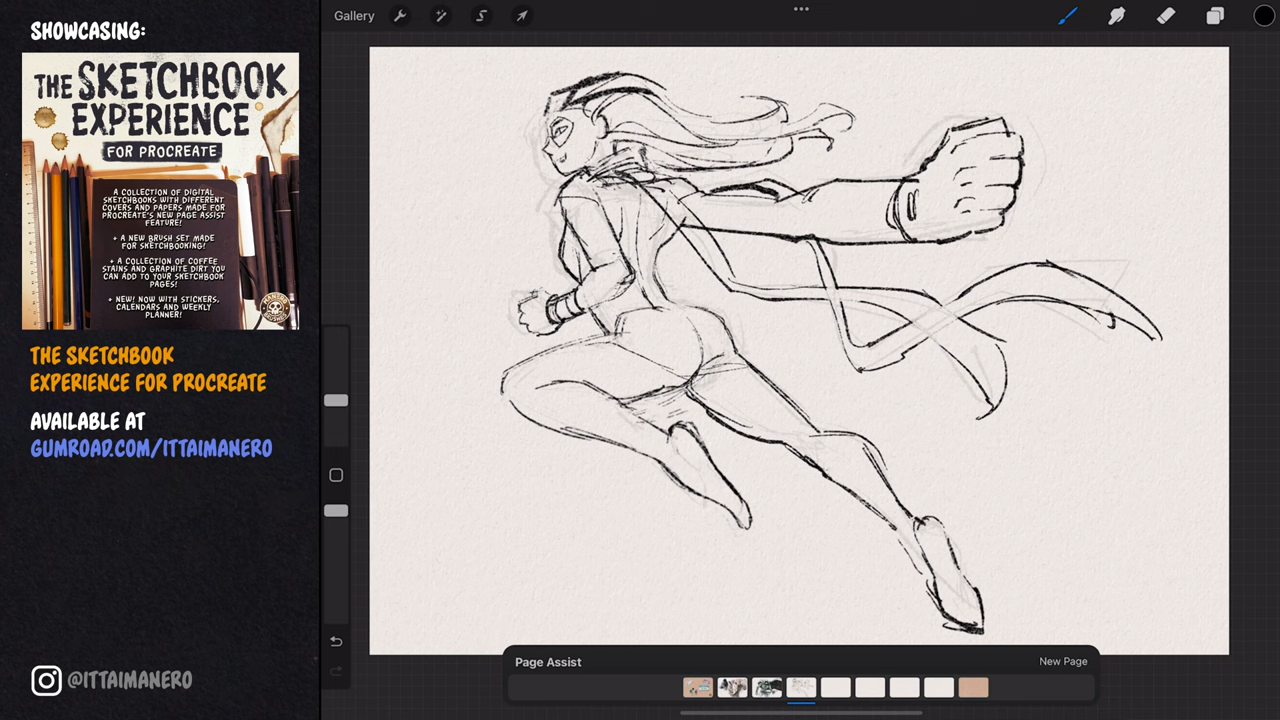 SHOWCASING:
THE SKETCHBOOK
EXPERIENCE
FOR PROCREATE
A COLLECTION OF DIGITAL
SKETCHBOOKS WITH DIFFERENT
COVERS AND PAPERS MADE FOR
PROCREATE'S NEW PAGE ASSIST
FEATURE!
+ A NEW BRUSH SET MADE
FOR SKETCHBOOKING!
+ A COLLECTION OF COFFEE
STAINS AND GRAPHITE DIRT YOU
CAN ADD TO YOUR SKETCHBOOK
PAGES!
+ NEW! NOW WITH STICKERS,
CALENDARS AND WEEKLY
PLANNER!
THE SKETCHBOOK
EXPERIENCE FOR PROCREATE
AVAILABLE AT
GUMROAD.COM/ITTAIMANERO
@ITTAIMANERO
Gallery
Page Assist
New Page